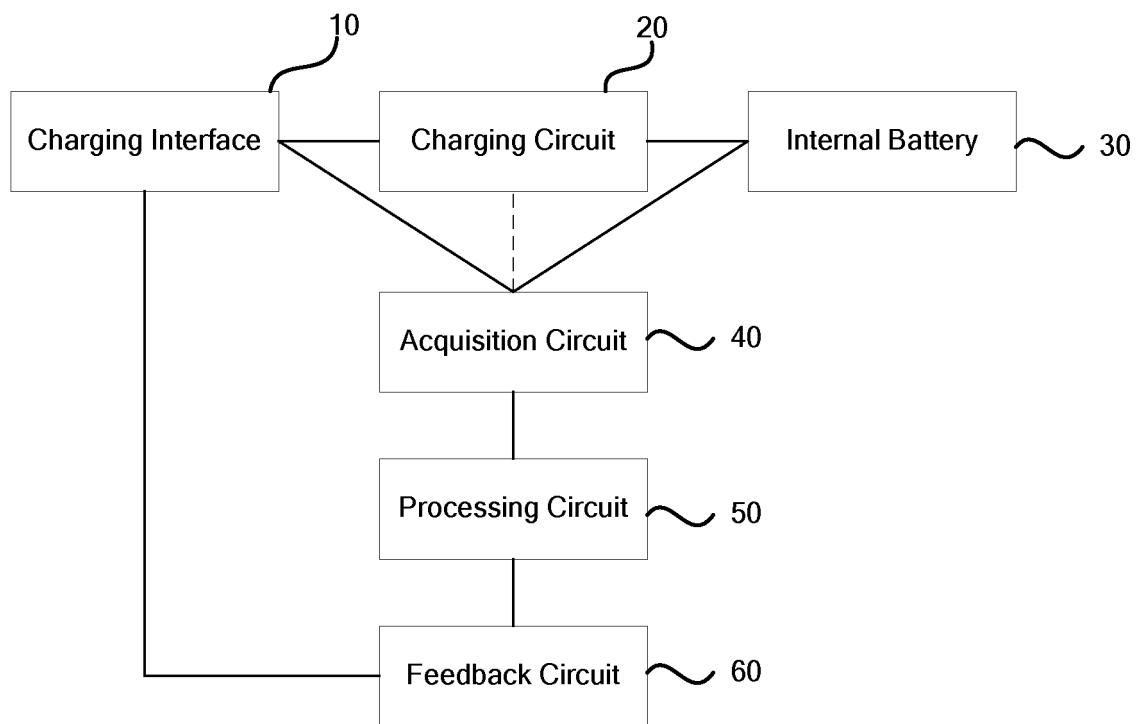 10
20
Charging Interface
Charging Circuit
Internal Battery
30
Acquisition Circuit
40
Processing Circuit
50
Feedback Circuit
60